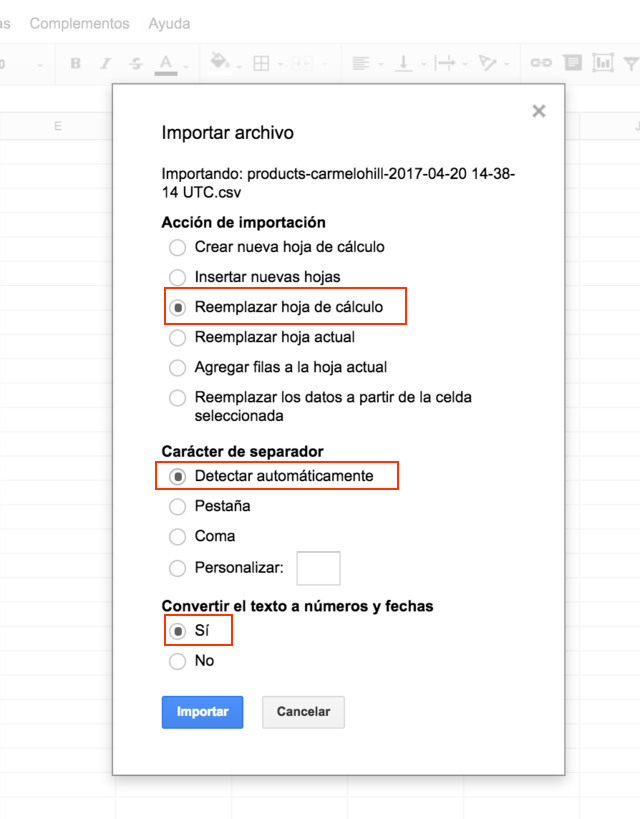 as Complementos Ayuda
0 B I S A
E J
Importar archivo
Importando: products-carmelohill-2017-04-20 14-38-
14 UTC.csv
Acción de importación
Crear nueva hoja de cálculo
Insertar nuevas hojas
Reemplazar hoja de cálculo
Reemplazar hoja actual
Agregar filas a la hoja actual
Reemplazar los datos a partir de la celda
seleccionada
Carácter de separador
Detectar automáticamente
Pestaña
Coma
Personalizar:
Convertir el texto a números y fechas
Sí
No
Importar Cancelar